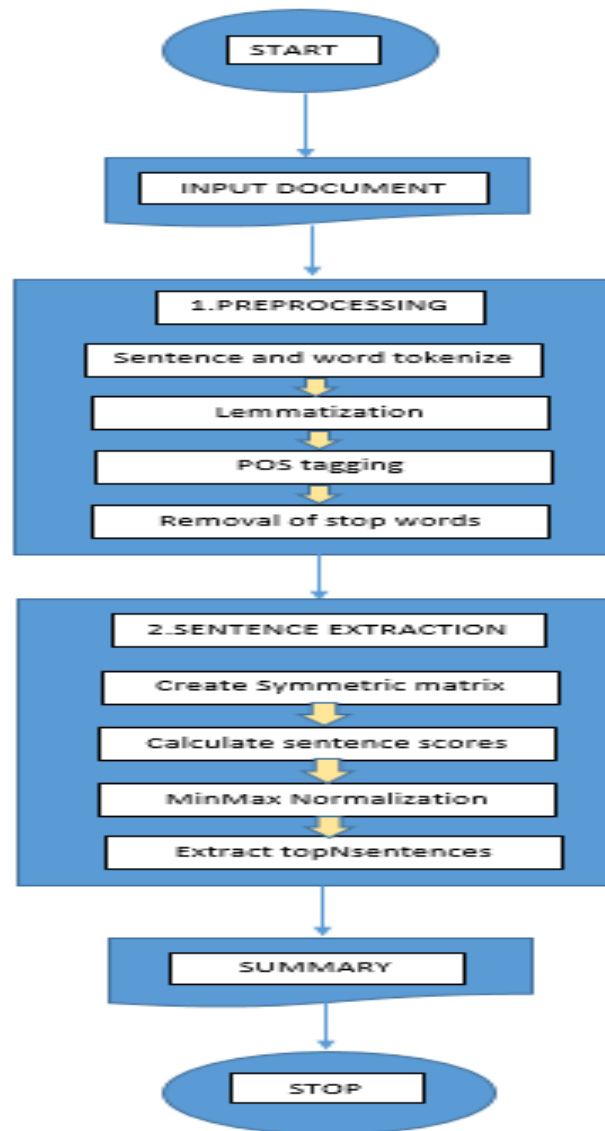 START
INPUT DOCUMENT
1.PREPROCESSING
Sentence and word tokenize
Lemmatization
POS tagging
Removal of stop words
2.SENTENCE EXTRACTION
Create Symmetric matrix
Calculate sentence scores
MinMax Normalization
Extract topNsentences
SUMMARY
STOP